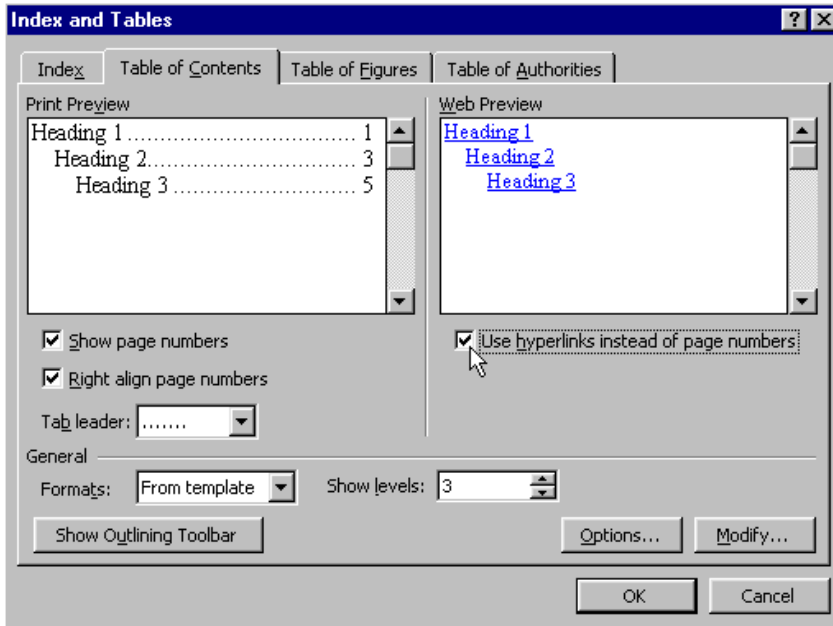 Index and Tables
Index Table of Contents Table of Figures Table of Authorities
Print Preview
Heading 1 ................................... 1
Heading 2................................ 3
Heading 3 ............................ 5
Web Preview
Heading 1
Heading 2
Heading 3
Show page numbers
Right align page numbers
Tab leader: .......
Use hyperlinks instead of page numbers
General
Formats: From template Show levels: 3
Show Outlining Toolbar Options... Modify...
OK Cancel